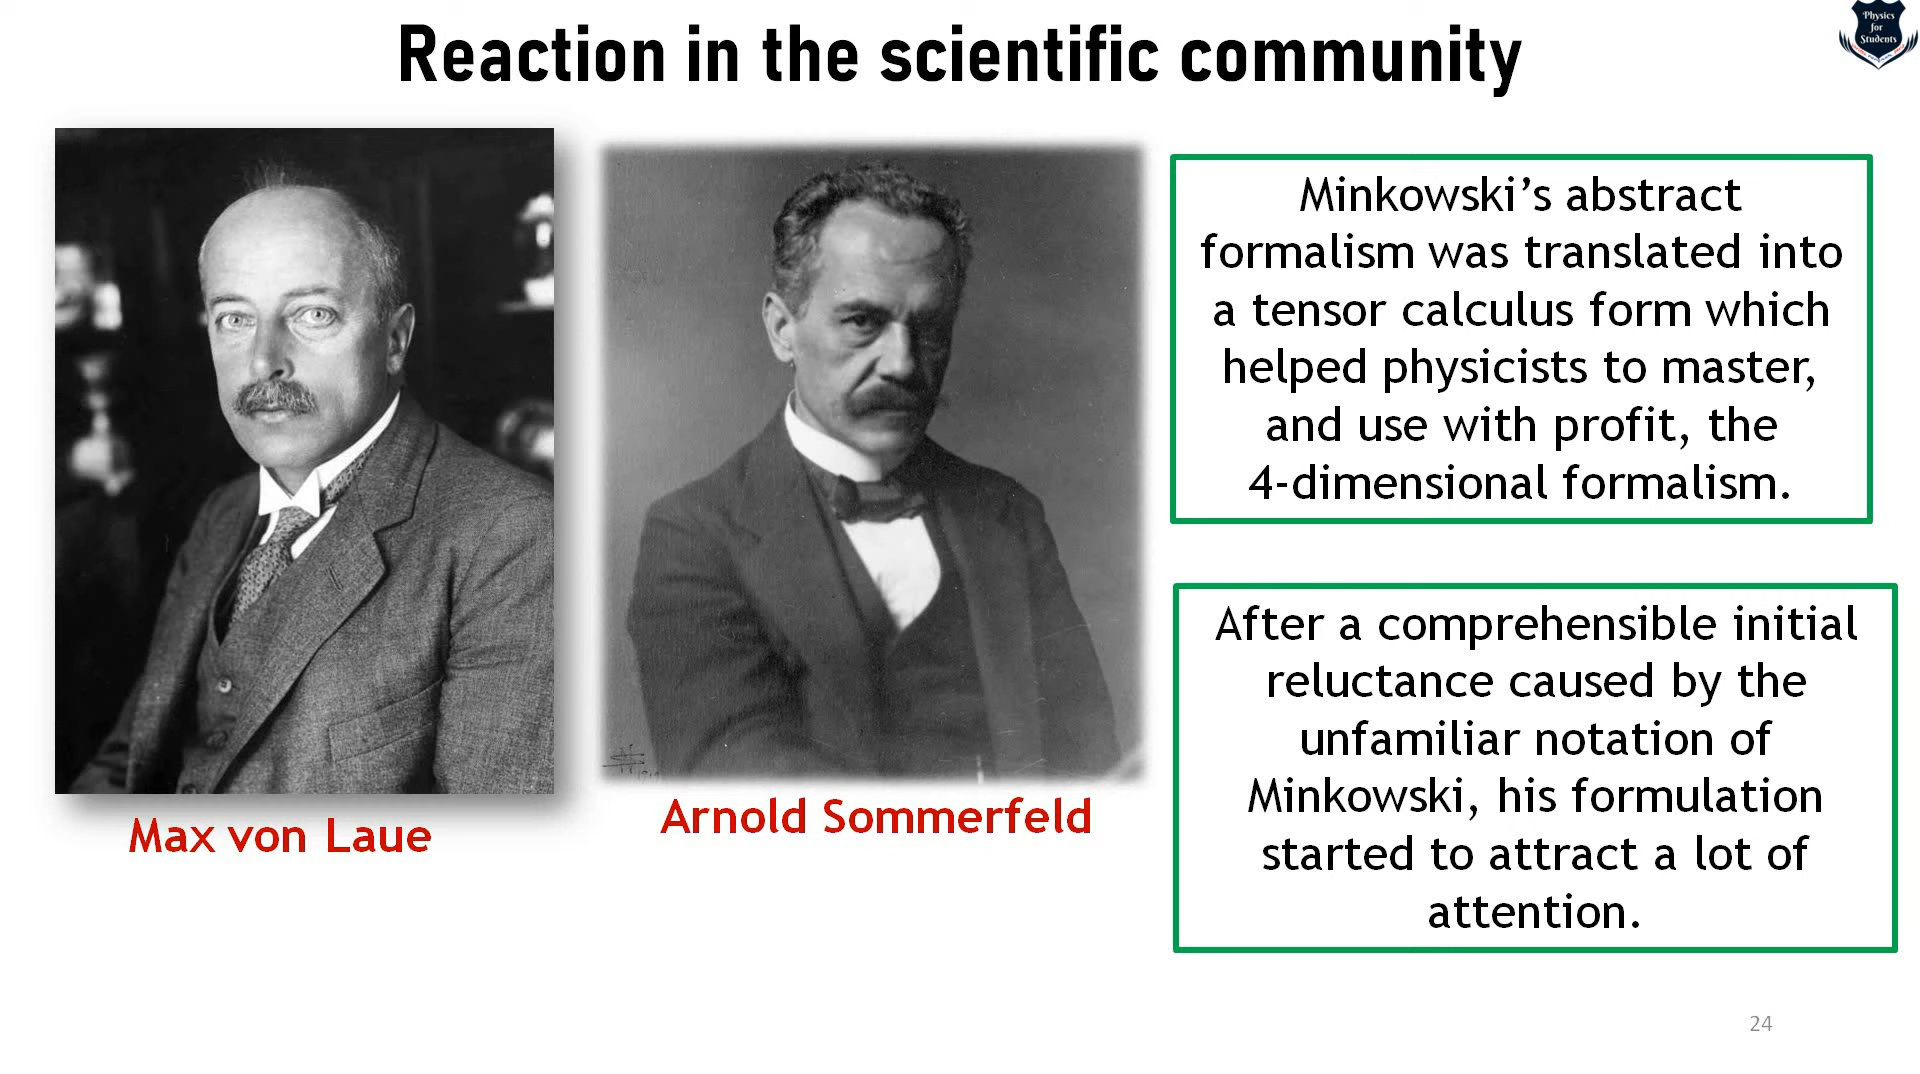 Reaction in the scientific community
Physics
for
Students
Minkowski’s abstract
formalism was translated into
a tensor calculus form which
helped physicists to master,
and use with profit, the
4-dimensional formalism.
After a comprehensible initial
reluctance caused by the
unfamiliar notation of
Minkowski, his formulation
started to attract a lot of
attention.
Max von Laue
Arnold Sommerfeld
24